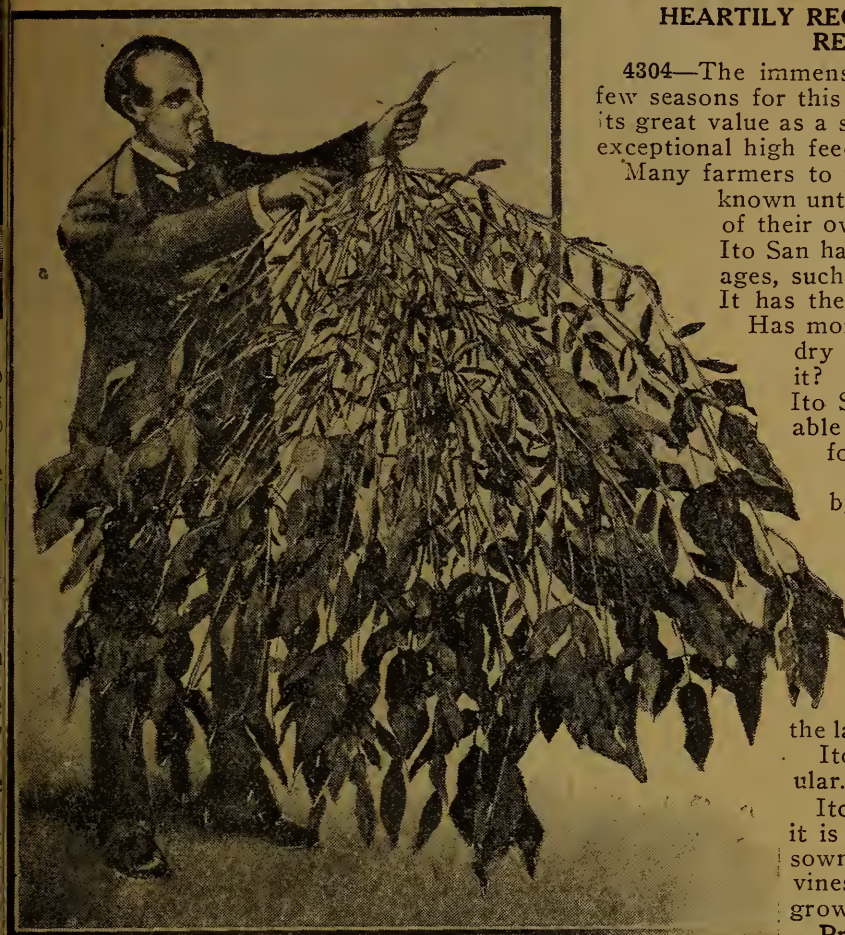 HEARTILY REC
RE
4304—The immens
few seasons for this
its great value as a s
exceptional high fee
Many farmers to
known unt
of their ov
Ito San ha
ages, such
It has the
Has mor
dry
it?
Ito S
able
fo
b
the la
Ito
ular.
Ito
it is
sown
vines
grow